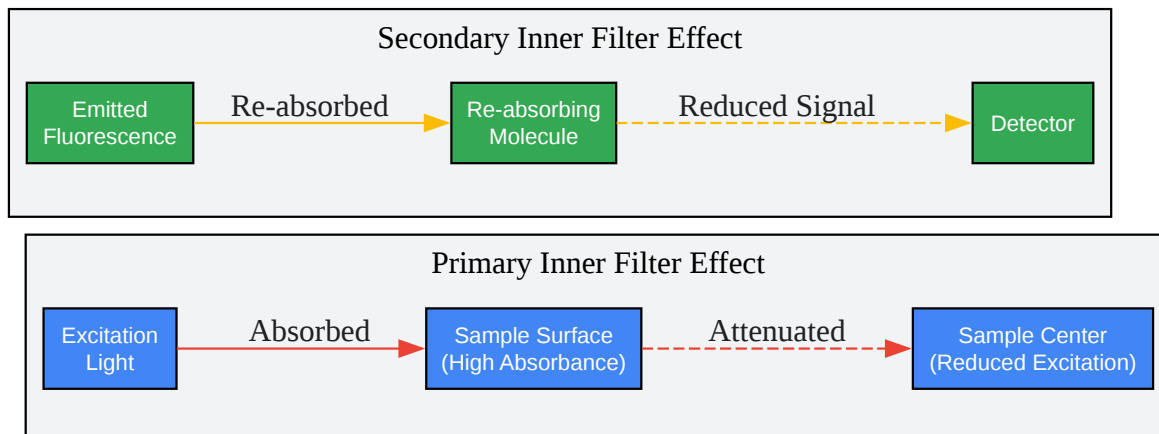 Secondary Inner Filter Effect
Emitted
Fluorescence
Re-absorbed
Re-absorbing
Molecule
Reduced Signal
Detector
Primary Inner Filter Effect
Excitation
Light
Absorbed
Sample Surface
(High Absorbance)
Attenuated
Sample Center
(Reduced Excitation)